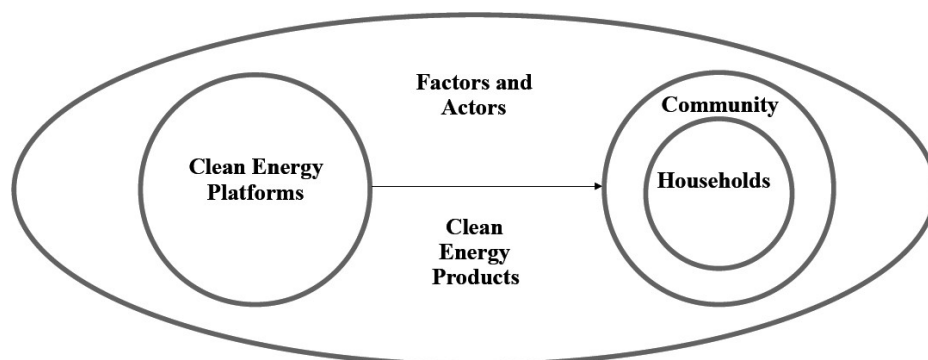 Factors and
Actors
Community
Clean Energy
Platforms
Households
Clean
Energy
Products